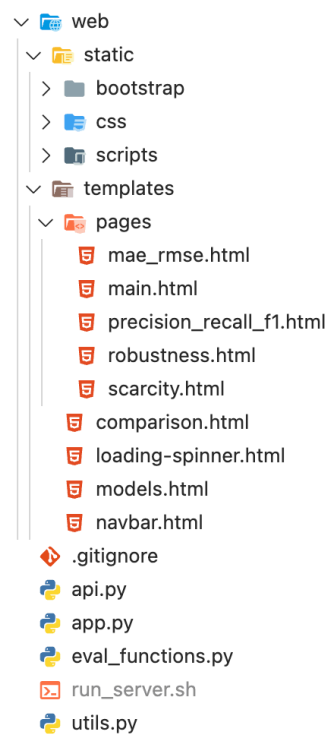 web
static
bootstrap
css
scripts
templates
pages
mae_rmse.html
main.html
precision_recall_f1.html
robustness.html
scarcity.html
comparison.html
loading-spinner.html
models.html
navbar.html
.gitignore
api.py
app.py
eval_functions.py
run_server.sh
utils.py